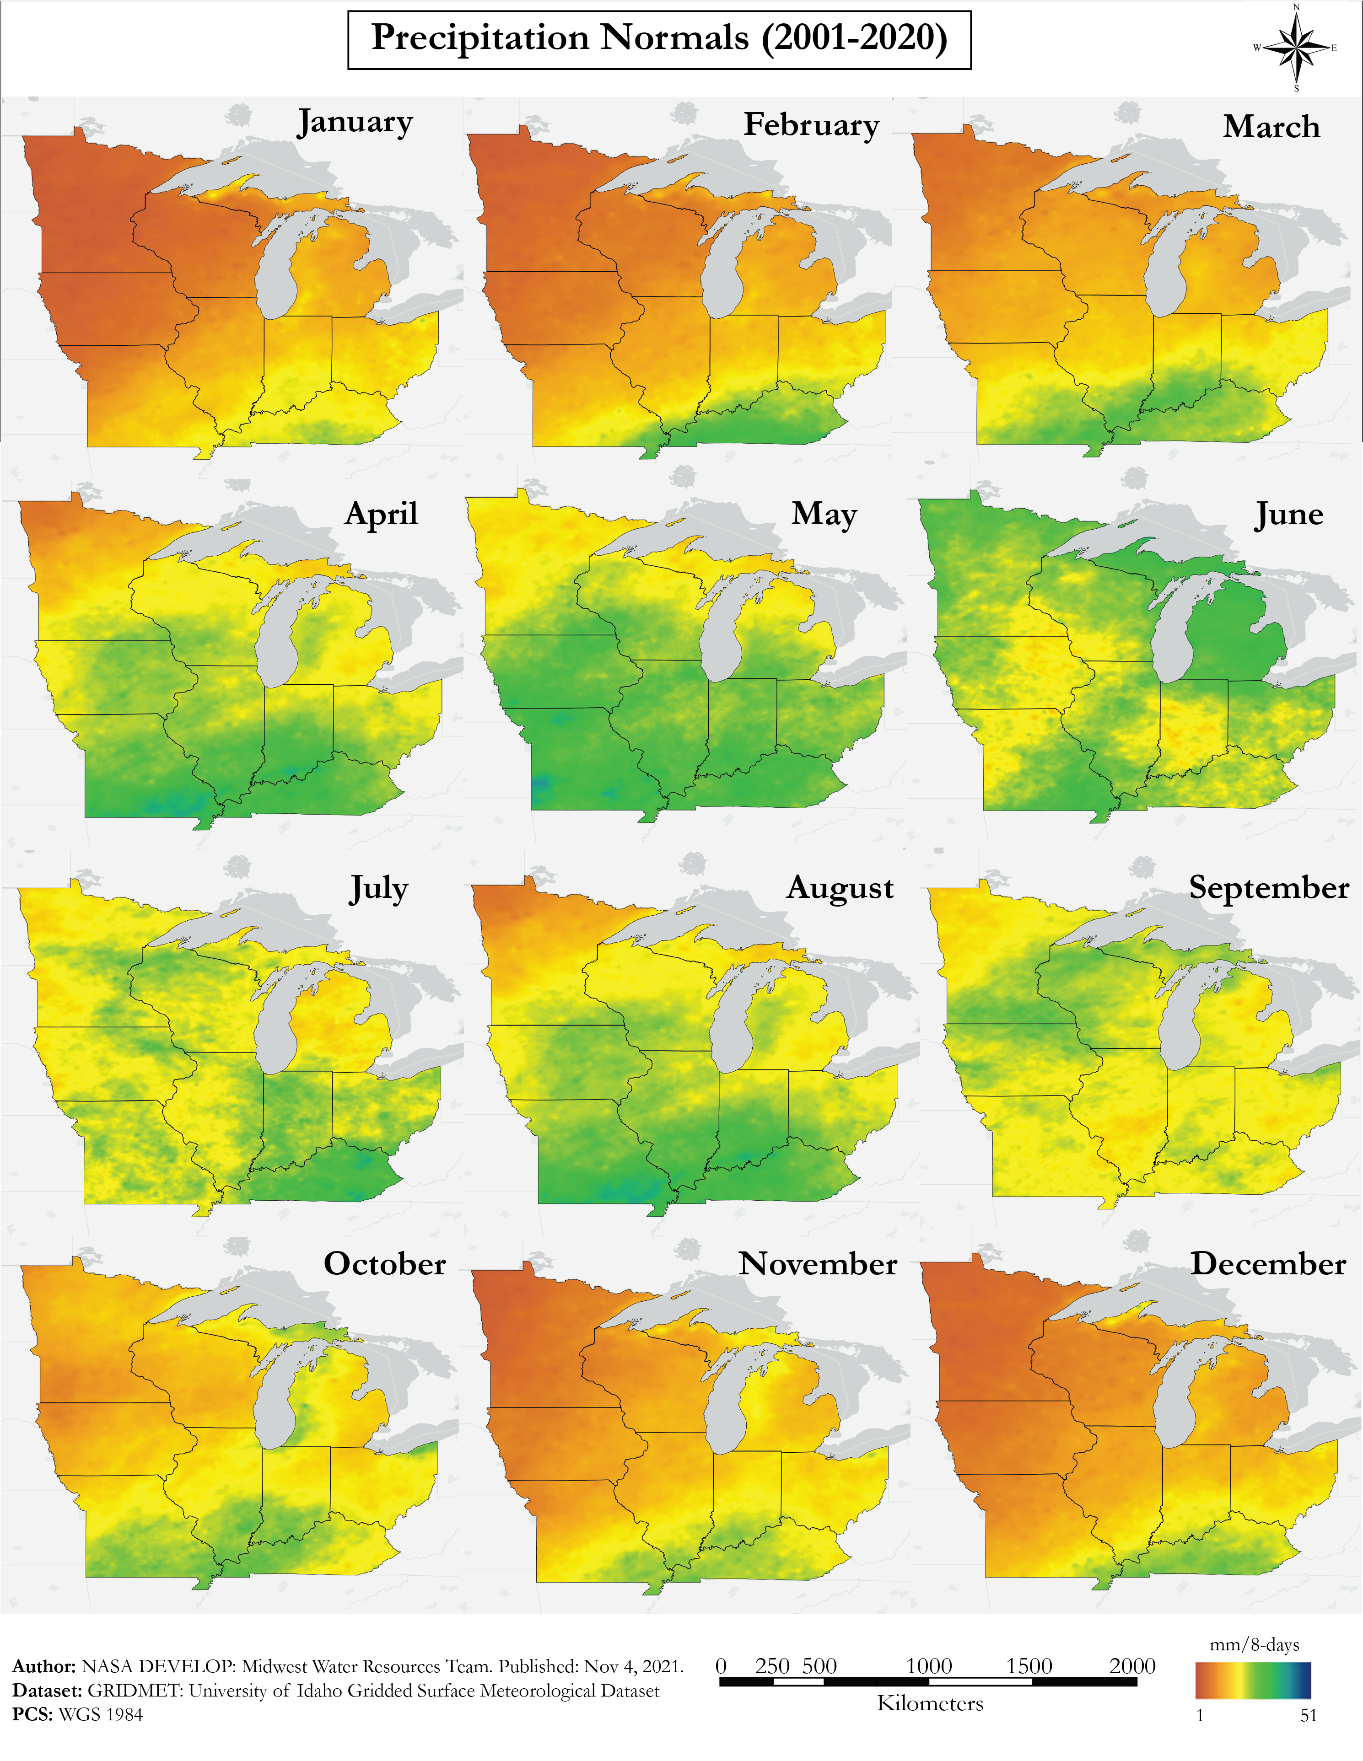 Precipitation Normals (2001-2020)
N
W E
S
January
February
March
April
May
June
July
August
September
October
November
December
Author: NASA DEVELOP: Midwest Water Resources Team. Published: Nov 4, 2021.
Dataset: GRIDMET: University of Idaho Gridded Surface Meteorological Dataset
PCS: WGS 1984
0 250 500 1000 1500 2000
Kilometers
mm/8-days
1 51